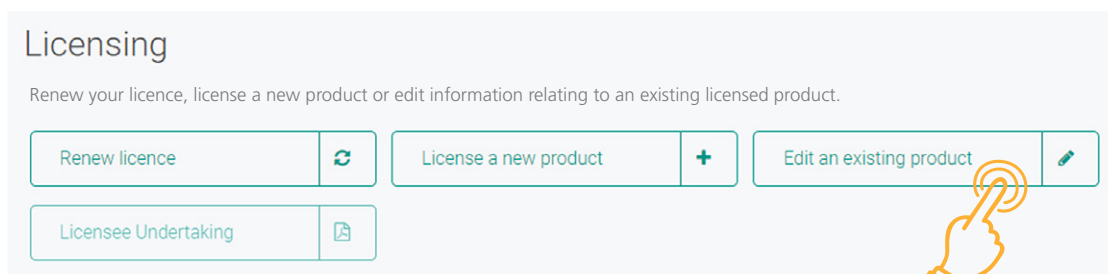 Licensing
Renew your licence, license a new product or edit information relating to an existing licensed product.
Renew licence
License a new product
Edit an existing product
Licensee Undertaking